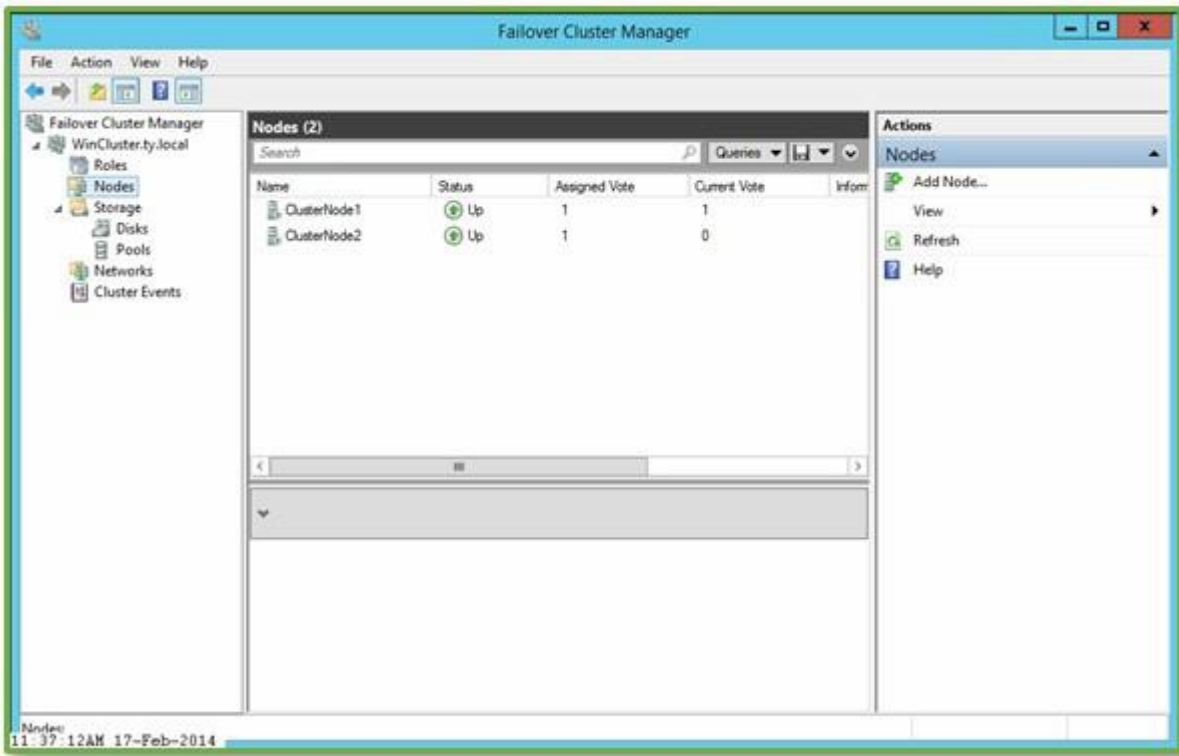 Failover Cluster Manager
File Action View Help
Failover Cluster Manager
WinCluster.ty.local
Roles
Nodes
Storage
Disks
Pools
Networks
Cluster Events
Nodes (2)
Search Queries
Name Status Assigned Vote Current Vote Inform
ClusterNode1 Up 1 1
ClusterNode2 Up 1 0
Actions
Nodes
Add Node...
View
Refresh
Help
Nodes:
11:37:12AM 17-Feb-2014